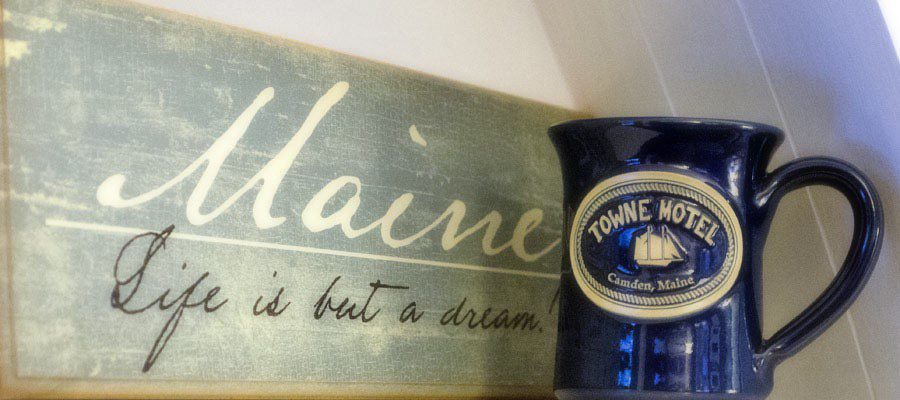 Maine
Life is but a dream!
TOWNE MOTEL
Camden, Maine